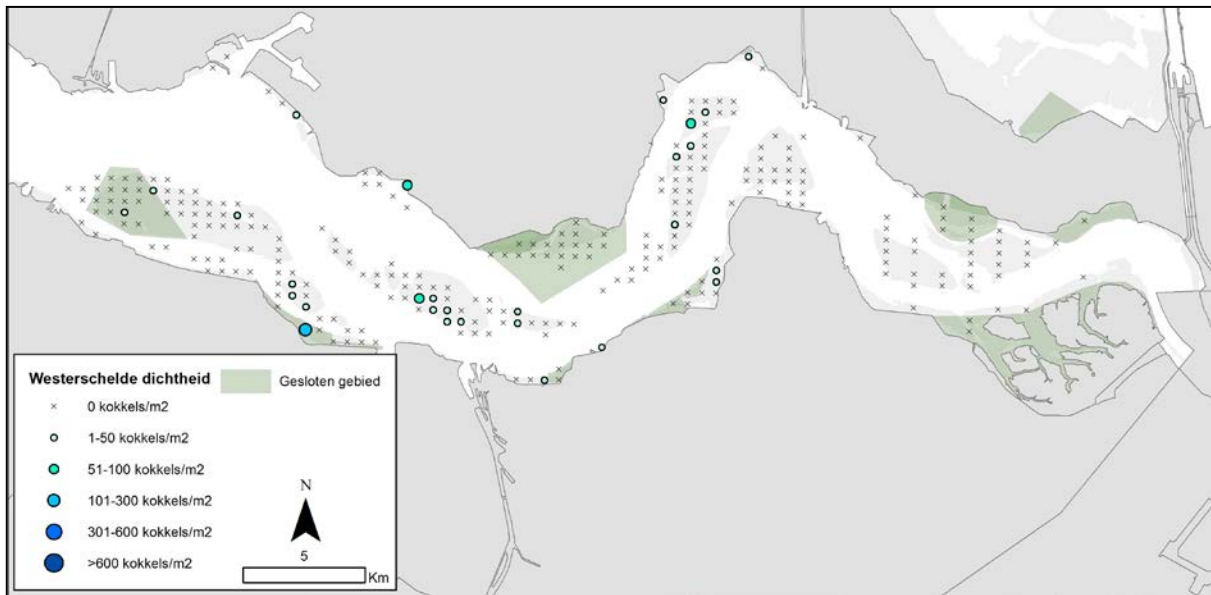 Westerschelde dichtheid
Gesloten gebied
0 kokkels/m2
1-50 kokkels/m2
51-100 kokkels/m2
101-300 kokkels/m2
301-600 kokkels/m2
>600 kokkels/m2
N
5
Km